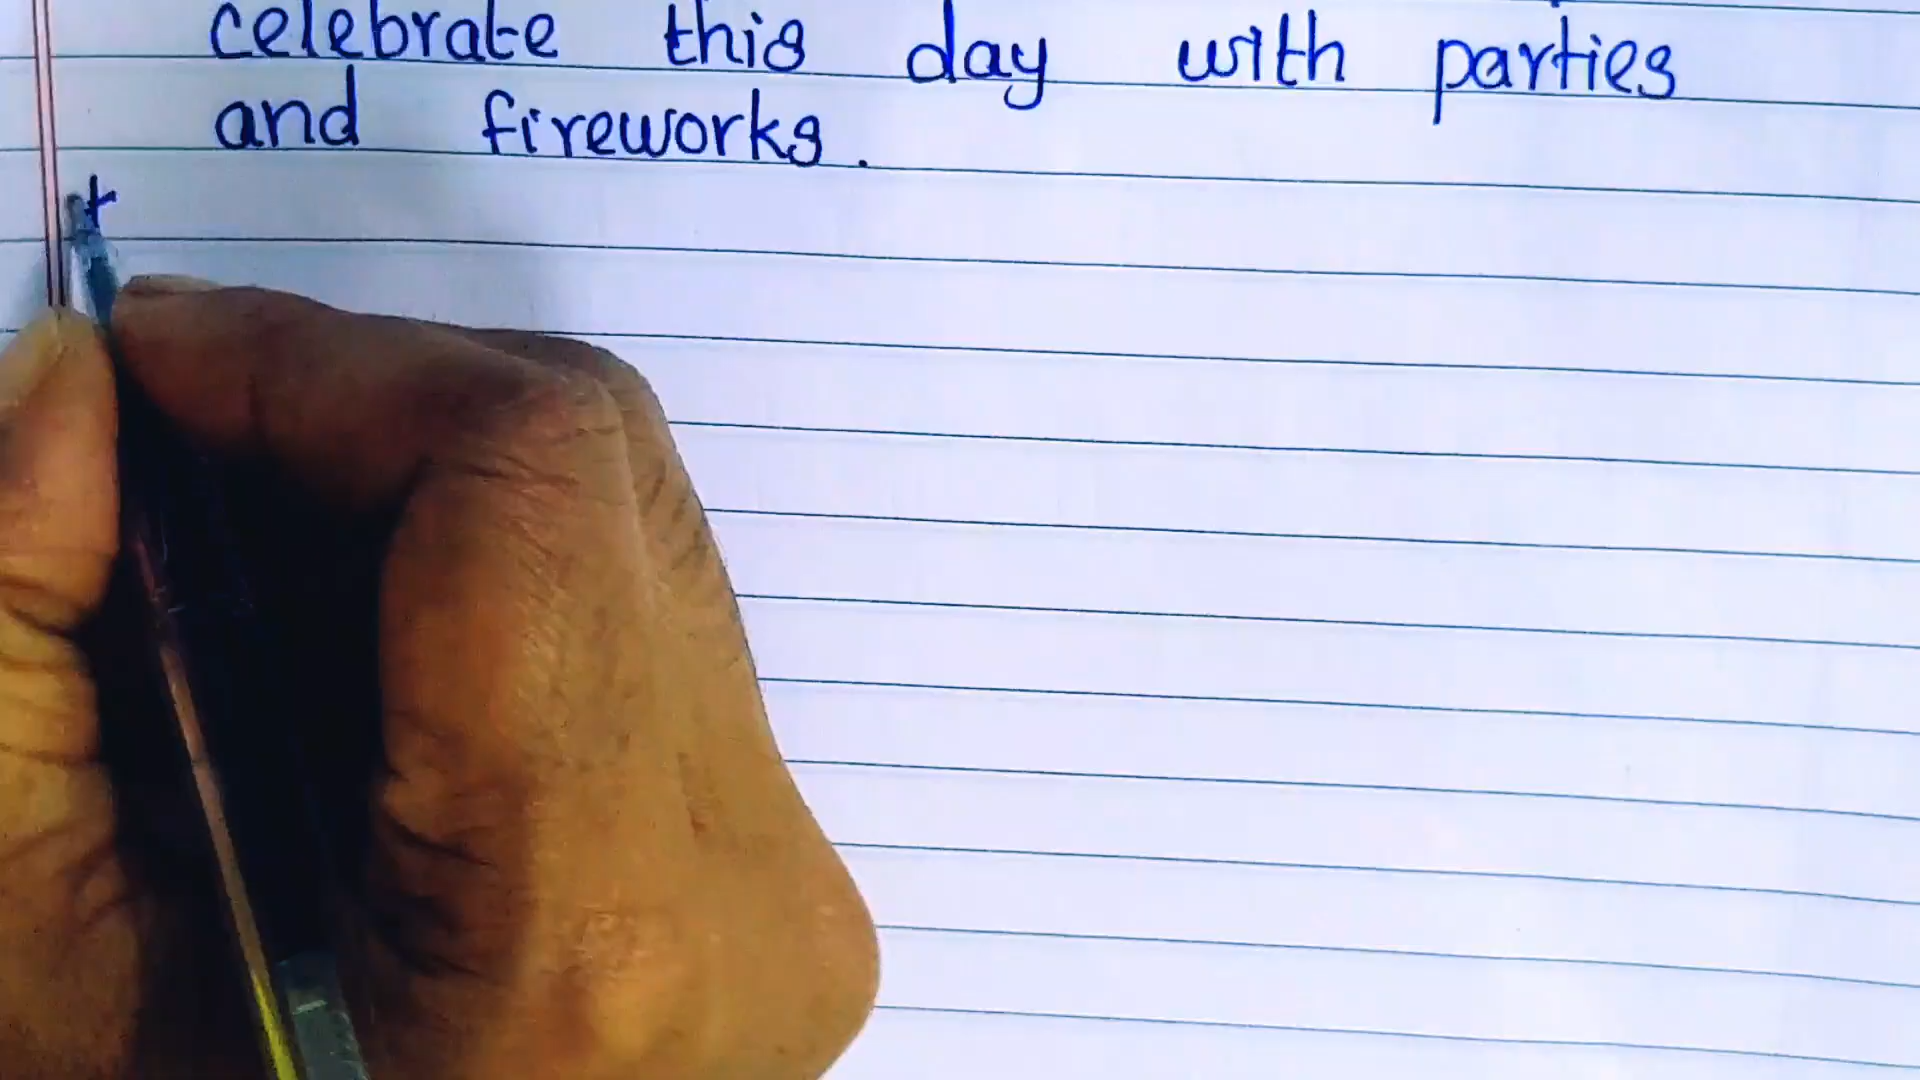 celebrate this day with parties
and fireworks.